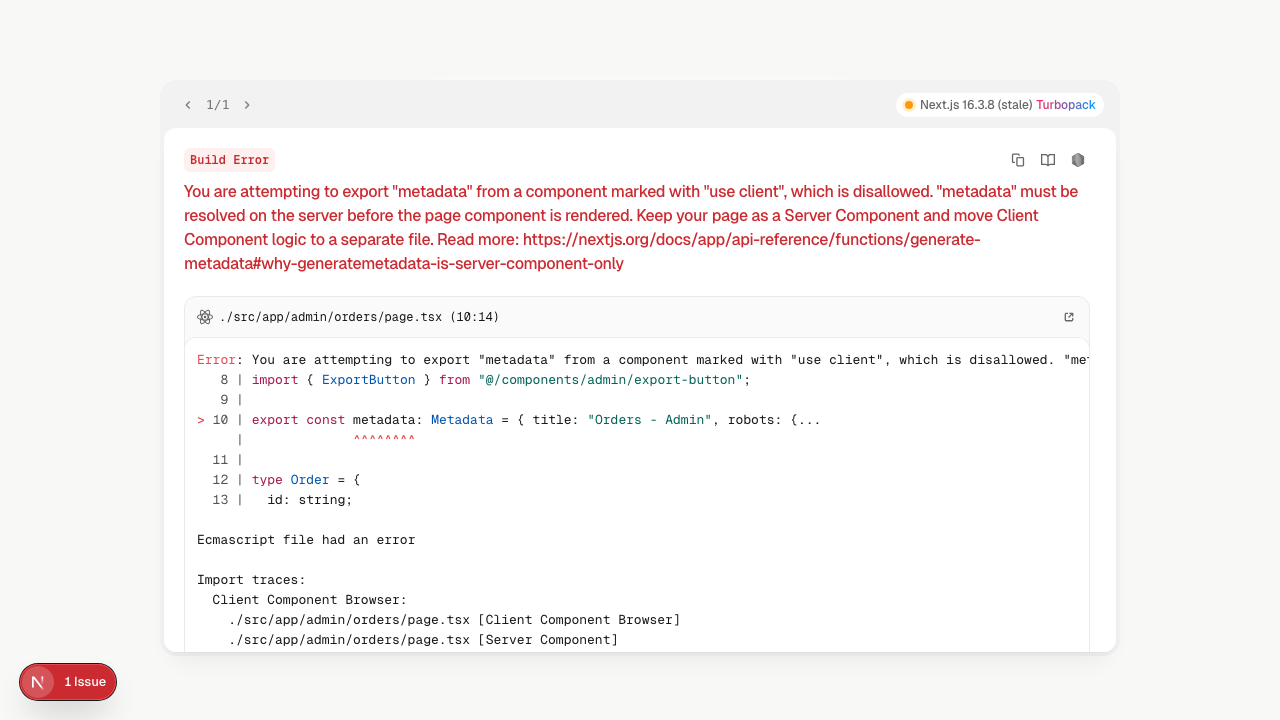 1/1
Next.js 16.3.8 (stale) Turbopack
Build Error
You are attempting to export "metadata" from a component marked with "use client", which is disallowed. "metadata" must be
resolved on the server before the page component is rendered. Keep your page as a Server Component and move Client
Component logic to a separate file. Read more: https://nextjs.org/docs/app/api-reference/functions/generate-
metadata#why-generatemetadata-is-server-component-only
./src/app/admin/orders/page.tsx (10:14)
Error: You are attempting to export "metadata" from a component marked with "use client", which is disallowed. "me
8 | import { ExportButton } from "@/components/admin/export-button";
9 |
> 10 | export const metadata: Metadata = { title: "Orders - Admin", robots: {...
| ^^^^^^^^
11 |
12 | type Order = {
13 |   id: string;
Ecmascript file had an error
Import traces:
Client Component Browser:
./src/app/admin/orders/page.tsx [Client Component Browser]
./src/app/admin/orders/page.tsx [Server Component]
N 1 Issue